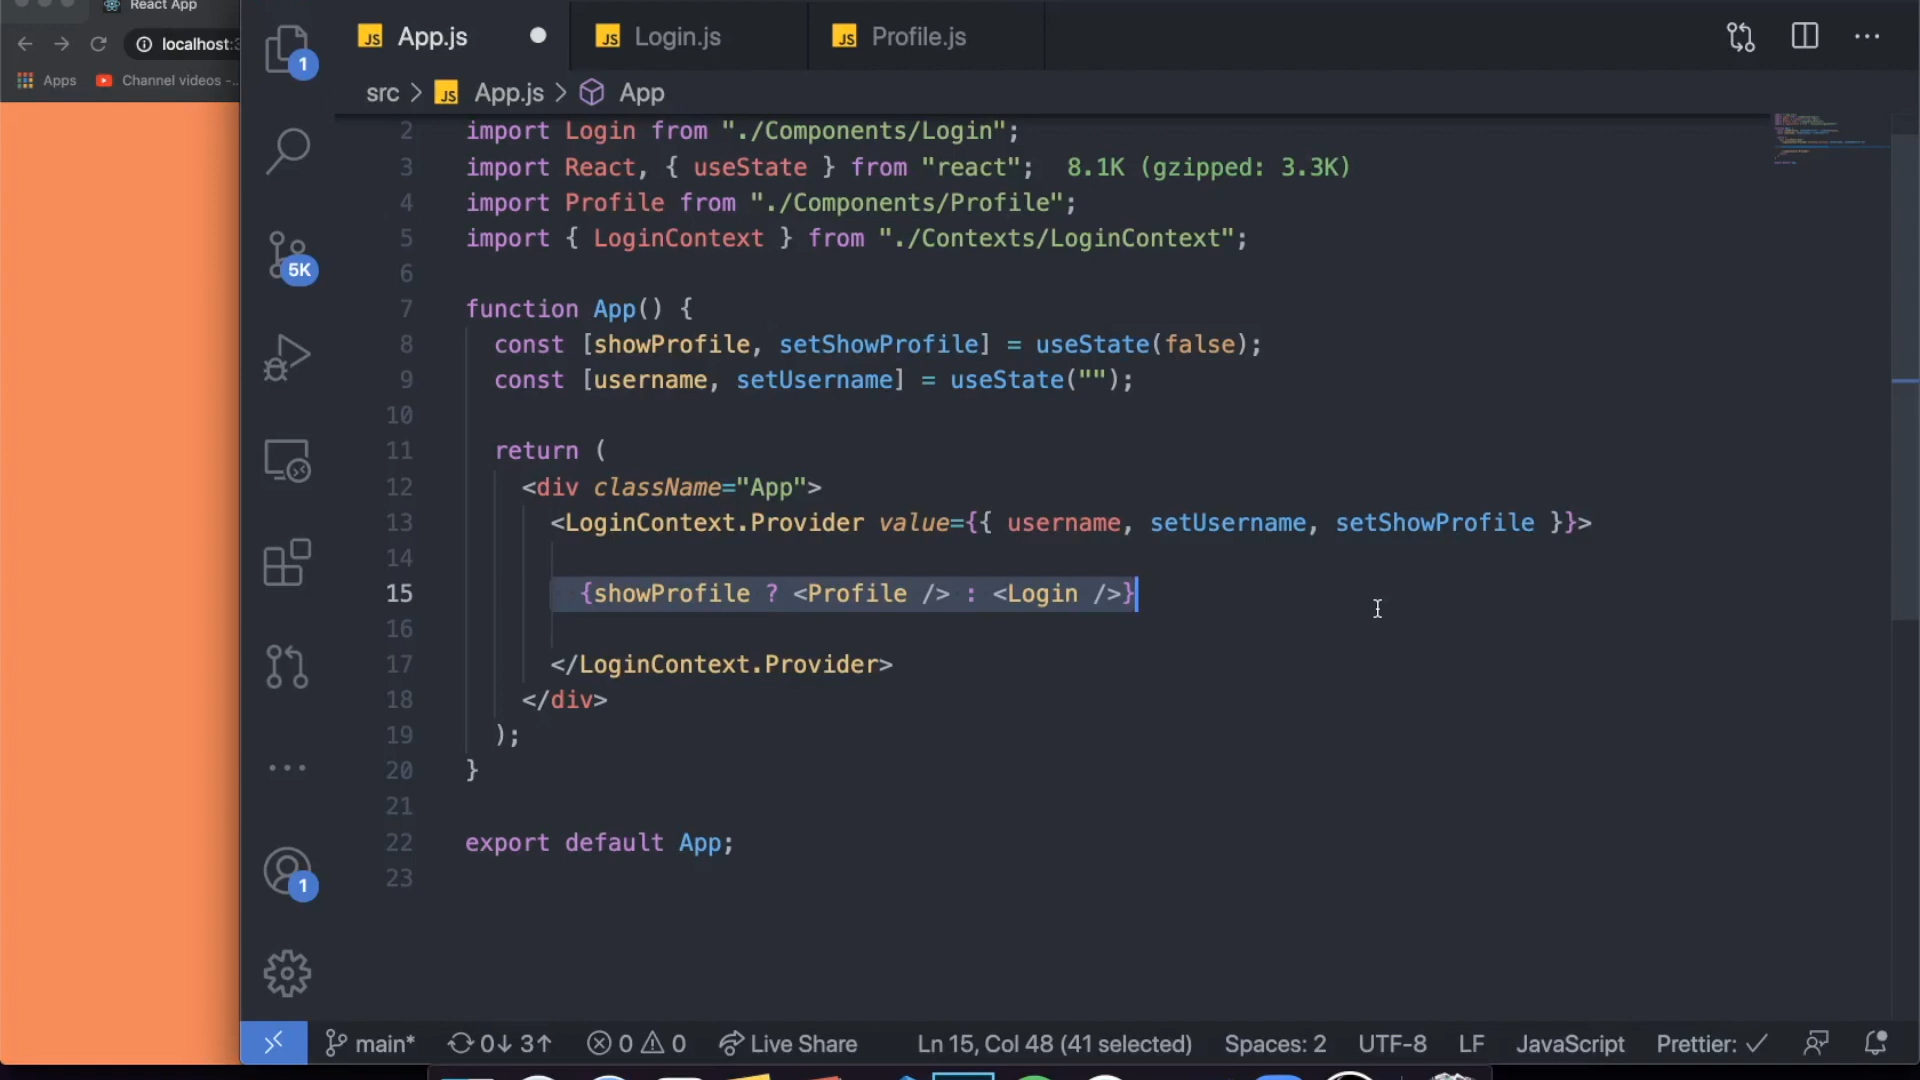 React App
localhost:3
Apps
Channel videos -...
1
5K
1
JS App.js
JS Login.js
JS Profile.js
src > JS App.js > App
2 import Login from "./Components/Login";
3 import React, { useState } from "react"; 8.1K (gzipped: 3.3K)
4 import Profile from "./Components/Profile";
5 import { LoginContext } from "./Contexts/LoginContext";
6
7 function App() {
8 const [showProfile, setShowProfile] = useState(false);
9 const [username, setUsername] = useState("");
10
11 return (
12 <div className="App">
13 <LoginContext.Provider value={{ username, setUsername, setShowProfile }}>
14
15 {showProfile ? <Profile /> : <Login />}
16
17 </LoginContext.Provider>
18 </div>
19 );
20 }
21
22 export default App;
23
main* 0↓ 3↑ 0 0 Live Share Ln 15, Col 48 (41 selected) Spaces: 2 UTF-8 LF JavaScript Prettier: ✓